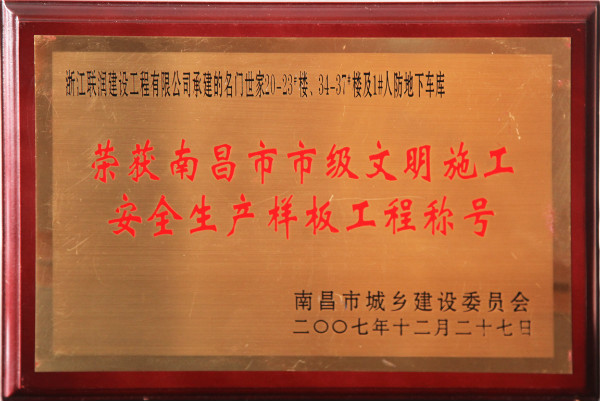 浙江联润建设工程有限公司承建的名门世家20-23#楼、34-37#楼及1#人防地下车库
荣获南昌市市级文明施工
安全生产样板工程称号
南昌市城乡建设委员会
二〇〇七年十二月二十七日